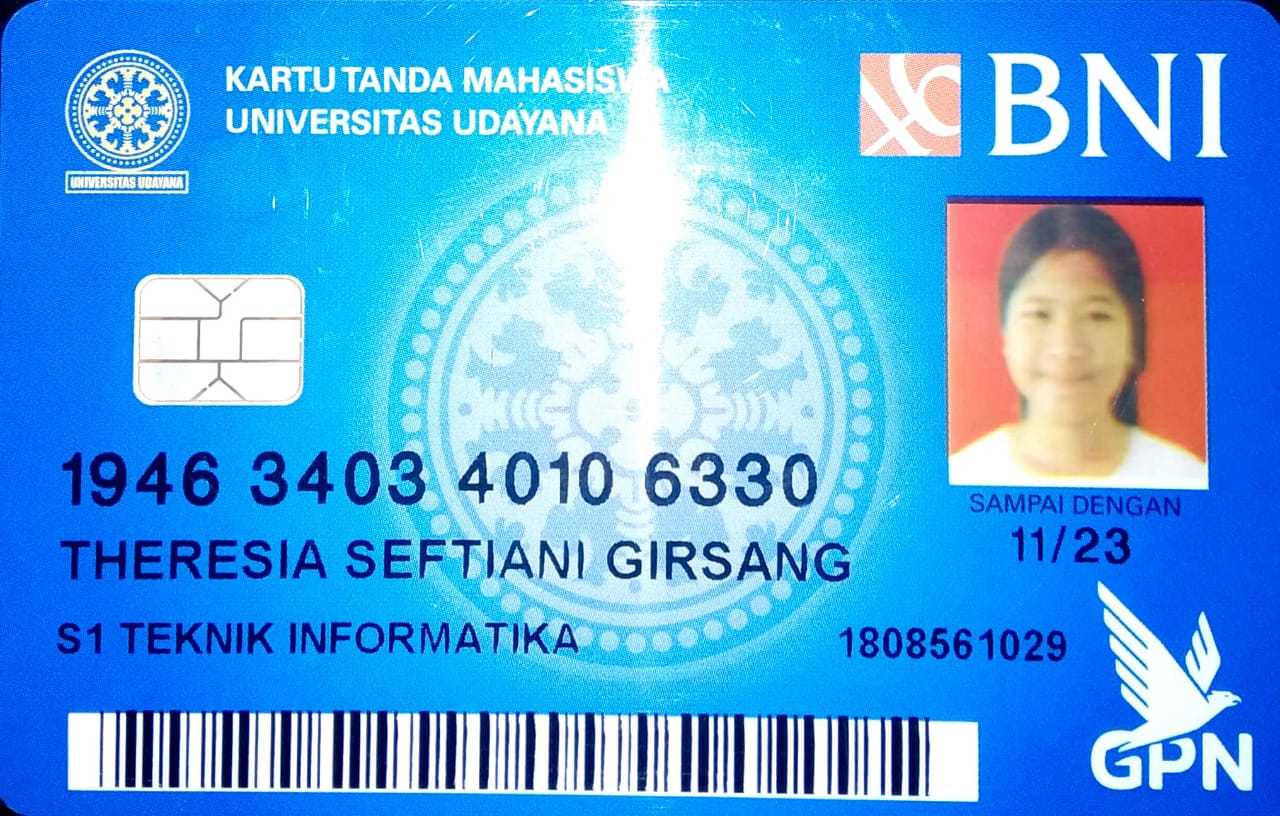 KARTU TANDA MAHASISWA
UNIVERSITAS UDAYANA
UNIVERSITAS UDAYANA
BNI
1946 3403 4010 6330
SAMPAI DENGAN
11/23
THERESIA SEFTIANI GIRSANG
S1 TEKNIK INFORMATIKA
1808561029
GPN